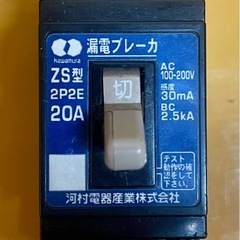 Kawamura
漏電ブレーカ
ZS型
2P2E
20A
AC
100-200V
感度
30mA
BC
2.5kA
切
テスト
動作の確
認をして
下さい。
河村電器産業株式会社